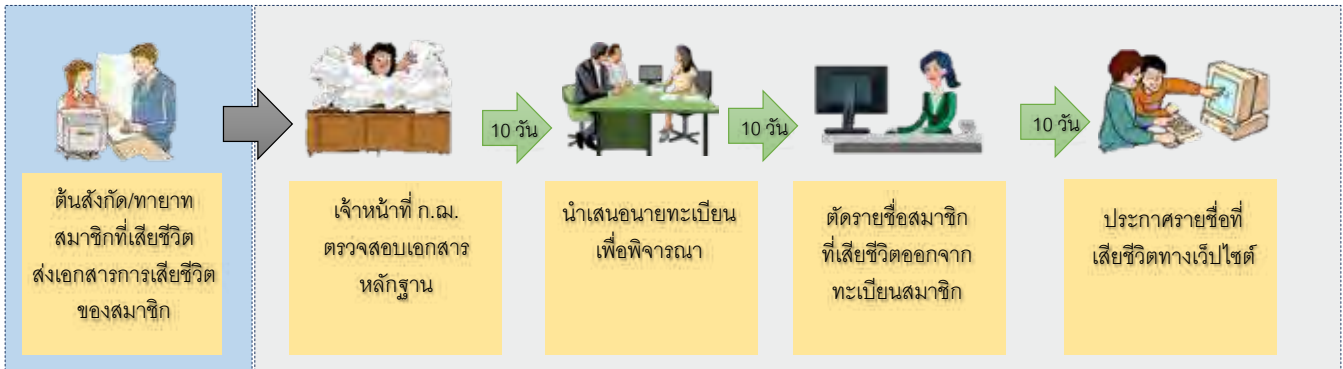 10 วัน
10 วัน
10 วัน
ต้นสังกัด/ทายาท
สมาชิกที่เสียชีวิต
ส่งเอกสารการเสียชีวิต
ของสมาชิก
เจ้าหน้าที่ ก.ฌ.
ตรวจสอบเอกสาร
หลักฐาน
นำเสนอนายทะเบียน
เพื่อพิจารณา
ตัดรายชื่อสมาชิก
ที่เสียชีวิตออกจาก
ทะเบียนสมาชิก
ประกาศรายชื่อที่
เสียชีวิตทางเว็ปไซต์